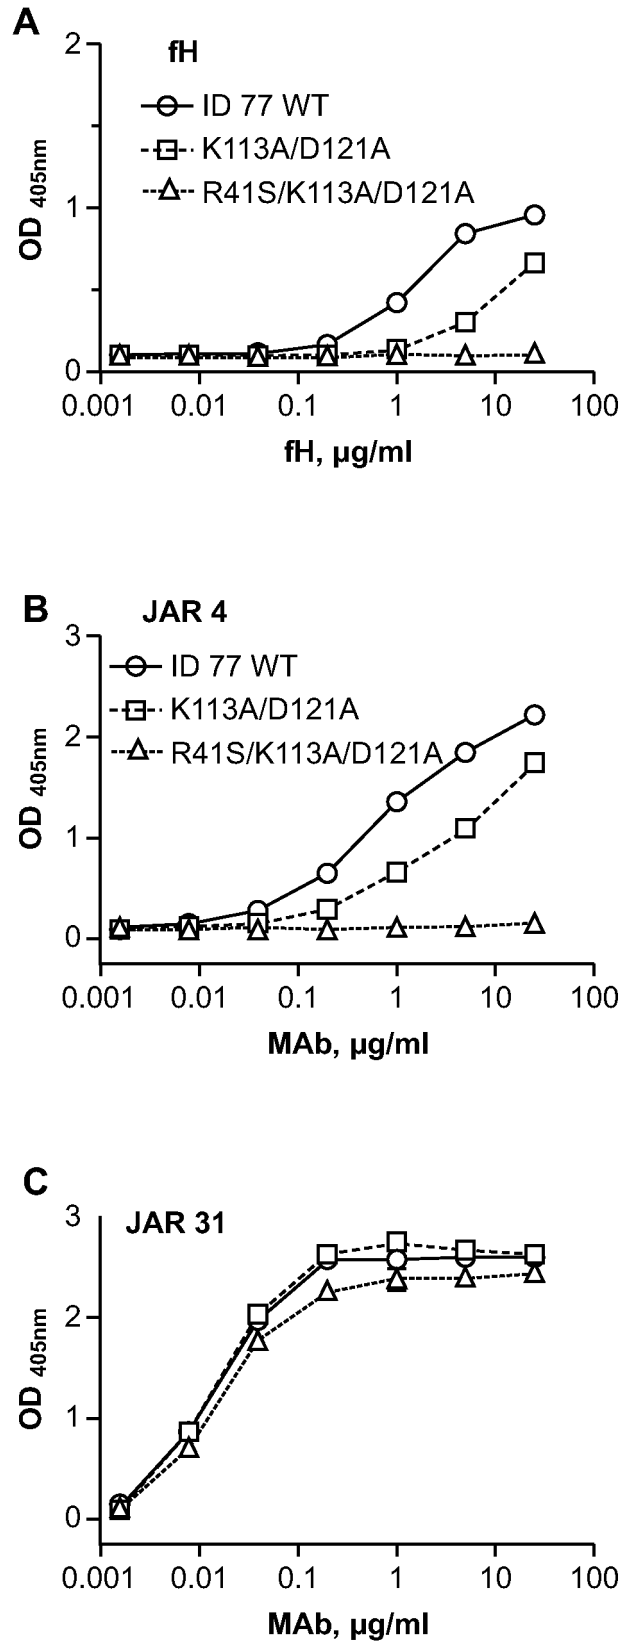 A
fH
ID 77 WT
K113A/D121A
R41S/K113A/D121A
OD 405nm
2
1
0
0.001 0.01 0.1 1 10 100
fH, µg/ml
B
JAR 4
ID 77 WT
K113A/D121A
R41S/K113A/D121A
OD 405nm
3
2
1
0
0.001 0.01 0.1 1 10 100
MAb, µg/ml
C
JAR 31
OD 405nm
3
2
1
0
0.001 0.01 0.1 1 10 100
MAb, µg/ml